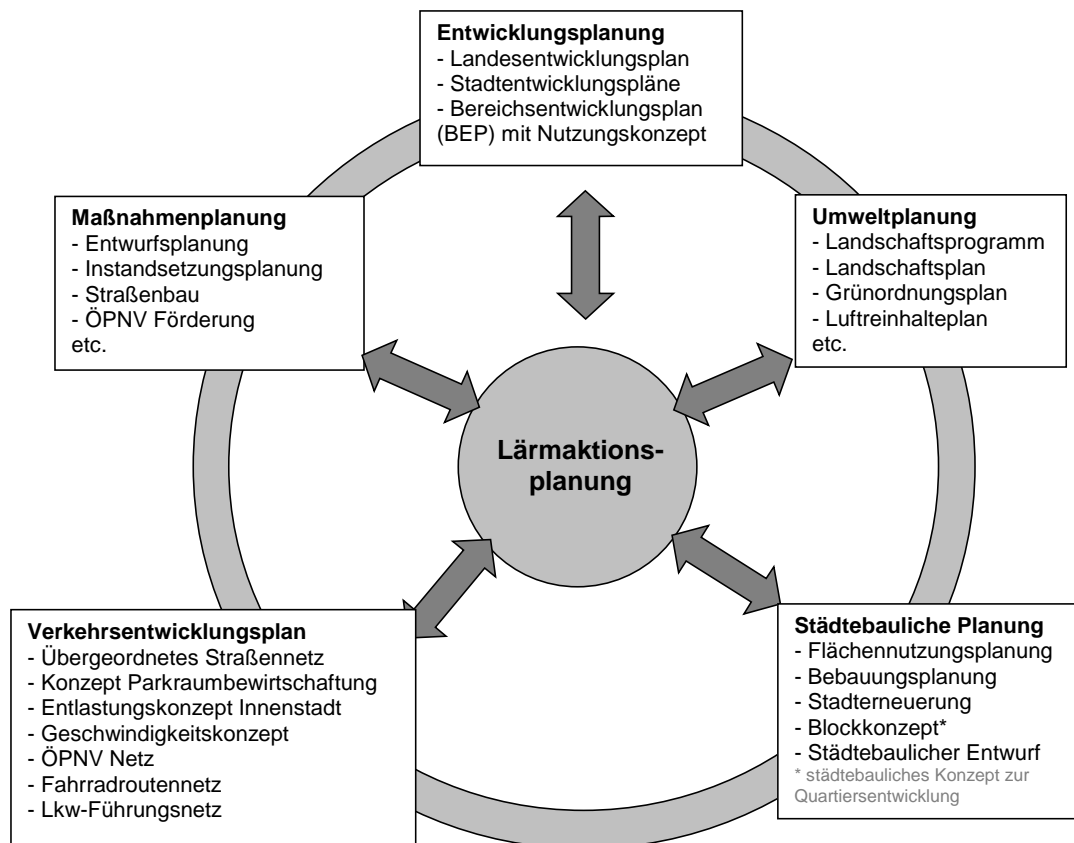 Entwicklungsplanung
- Landesentwicklungsplan
- Stadtentwicklungspläne
- Bereichsentwicklungsplan
(BEP) mit Nutzungskonzept
Maßnahmenplanung
- Entwurfsplanung
- Instandsetzungsplanung
- Straßenbau
- ÖPNV Förderung
etc.
Umweltplanung
- Landschaftsprogramm
- Landschaftsplan
- Grünordnungsplan
- Luftreinhalteplan
etc.
Lärmaktions-
planung
Verkehrsentwicklungsplan
- Übergeordnetes Straßennetz
- Konzept Parkraumbewirtschaftung
- Entlastungskonzept Innenstadt
- Geschwindigkeitskonzept
- ÖPNV Netz
- Fahrradroutennetz
- Lkw-Führungsnetz
Städtebauliche Planung
- Flächennutzungsplanung
- Bebauungsplanung
- Stadterneuerung
- Blockkonzept*
- Städtebaulicher Entwurf
* städtebauliches Konzept zur
Quartiersentwicklung